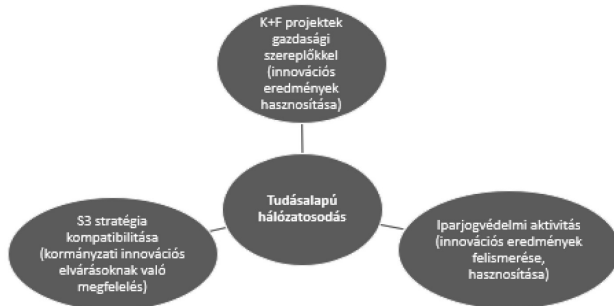 K+F projektek
gazdasági
szereplőkkel
(innovációs
eredmények
hasznosítása)
Tudásalapú
hálózatosodás
S3 stratégia
kompatibilitása
(kormányzati innovációs
elvárásoknak való
megfelelés)
Iparjogvédelmi aktivitás
(innovációs eredmények
felismerése,
hasznosítása)